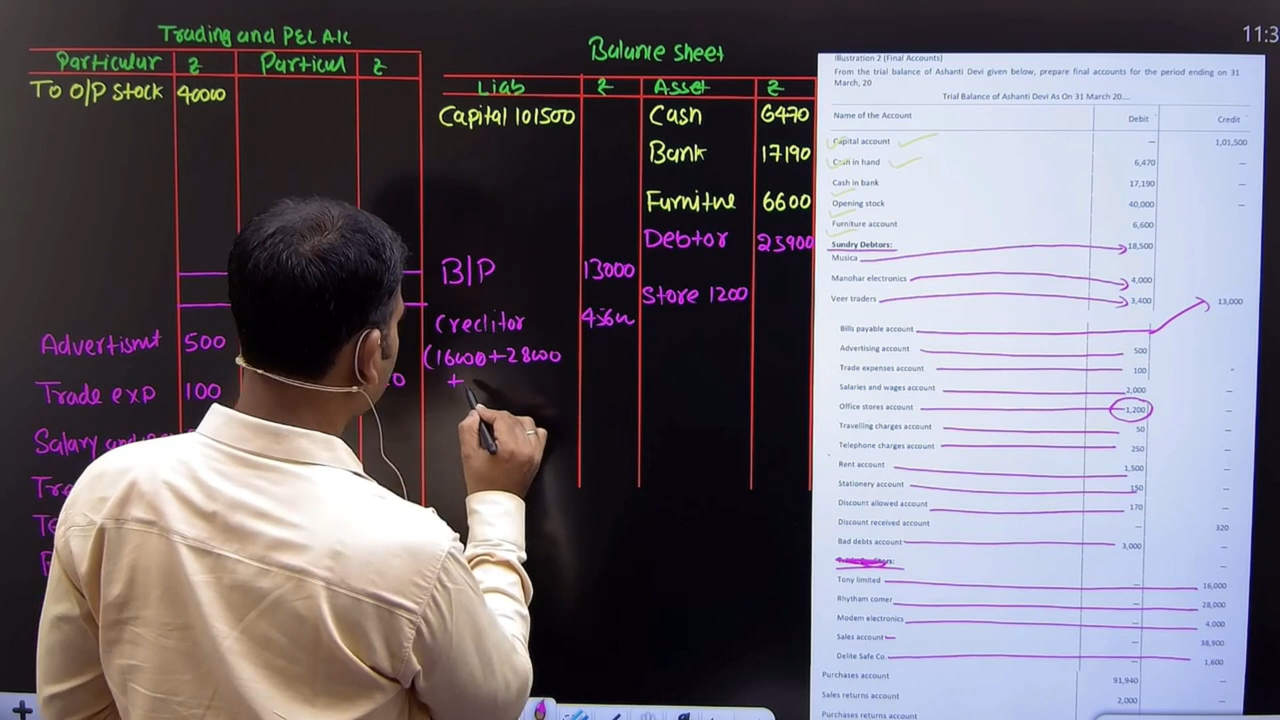 11:3
Trading and P&L A/c
Particular ₹ Particul ₹
To O/P Stock 40000
Advertismt 500
Trade exp 100
Salary and
Balance sheet
Liab ₹ Asset ₹
Capital 101500 Cash 6470
Bank 17190
Furnitue 6600
Debtor 25900
B/P 13000
Store 1200
Creditor
(16000+28000
+
Illustration 2 (Final Accounts)
From the trial balance of Ashanti Devi given below, prepare final accounts for the period ending on 31
March, 20
Trial Balance of Ashanti Devi As On 31 March 20....
Name of the Account Debit Credit
Capital account — 1,01,500
Cash in hand 6,470 —
Cash in bank 17,190 —
Opening stock 40,000 —
Furniture account 6,600
Sundry Debtors: 18,500
Musica
Manohar electronics 4,000
Veer traders 3,400 13,000
Bills payable account
Advertising account 500
Trade expenses account 100
Salaries and wages account 2,000
Office stores account 1,200 —
Travelling charges account 50 —
Telephone charges account 250 —
Rent account 1,500 —
Stationery account 150 —
Discount allowed account 170 —
Discount received account — 320
Bad debts account 3,000 —
Tony limited — 16,000
Rhytham comer — 28,000
Modem electronics — 4,000
Sales account — 38,900
Delite Safe Co. — 1,600
Purchases account 91,940 —
Sales returns account 2,000 —
Purchases returns account